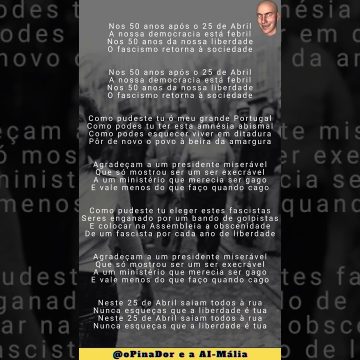 Nos 50 anos após o 25 de Abril
A nossa democracia está febril
Nos 50 anos da nossa liberdade
O fascismo retorna à sociedade
Nos 50 anos após o 25 de Abril
A nossa democracia está febril
Nos 50 anos da nossa liberdade
O fascismo retorna à sociedade
Como pudeste tu ó meu grande Portugal
Como podes tu ter esta amnésia abismal
Como podes esquecer viver em ditadura
Pôr de novo o povo à beira da amargura
Agradeçam a um presidente miserável
Que só mostrou ser um ser execrável
A um ministério que merecia ser gago
E vale menos do que faço quando cago
Como pudeste tu eleger estes fascistas
Seres enganado por um bando de golpistas
E colocar na Assembleia a obscenidade
De um fascista por cada ano de liberdade
Agradeçam a um presidente miserável
Que só mostrou ser um ser execrável
A um ministério que merecia ser gago
E vale menos do que faço quando cago
Neste 25 de Abril saiam todos à rua
Nunca esqueças que a liberdade é tua
Neste 25 de Abril saiam todos à rua
Nunca esqueças que a liberdade é tua
@oPinaDor e a AI-Mália